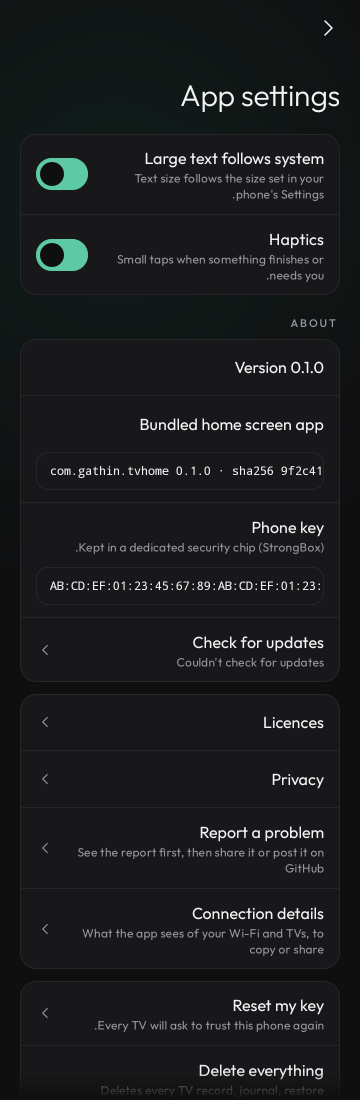 App settings
Large text follows system
Text size follows the size set in your
.phone's Settings
Haptics
Small taps when something finishes or
.needs you
ABOUT
Version 0.1.0
Bundled home screen app
com.gathin.tvhome 0.1.0 · sha256 9f2c41
Phone key
.Kept in a dedicated security chip (StrongBox)
AB:CD:EF:01:23:45:67:89:AB:CD:EF:01:23:
Check for updates
Couldn't check for updates
Licences
Privacy
Report a problem
See the report first, then share it or post it on
GitHub
Connection details
What the app sees of your Wi-Fi and TVs, to
copy or share
Reset my key
.Every TV will ask to trust this phone again
Delete everything
Deletes every TV record, journal, restore